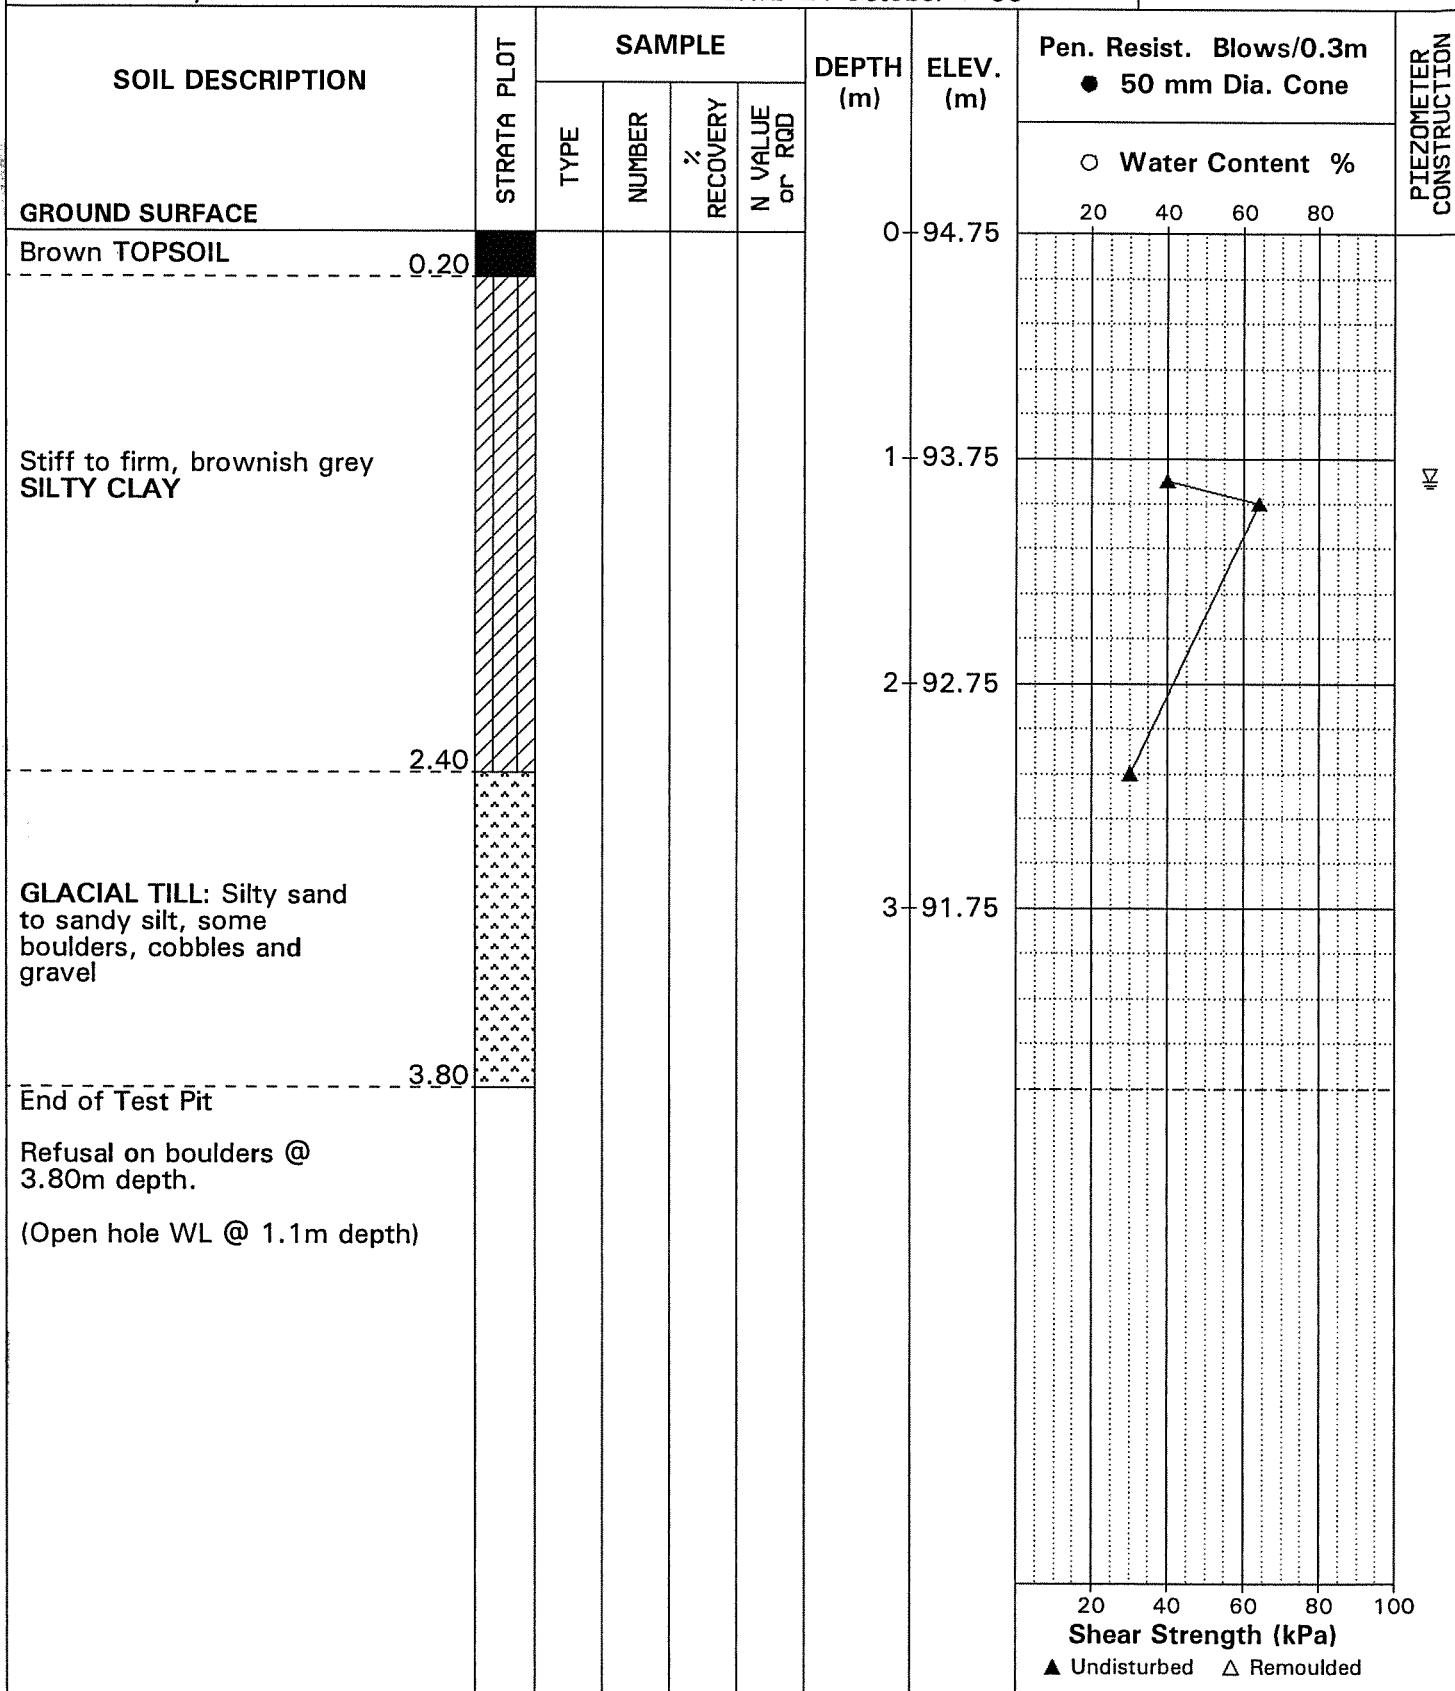 SOIL DESCRIPTION
GROUND SURFACE
STRATA PLOT
SAMPLE
TYPE
NUMBER
%
RECOVERY
N VALUE
or RQD
DEPTH
(m)
ELEV.
(m)
Pen. Resist. Blows/0.3m
● 50 mm Dia. Cone
○ Water Content %
20 40 60 80
PIEZOMETER
CONSTRUCTION
0 94.75
Brown TOPSOIL
0.20
1 93.75
Stiff to firm, brownish grey
SILTY CLAY
2 92.75
2.40
GLACIAL TILL: Silty sand
to sandy silt, some
boulders, cobbles and
gravel
3 91.75
3.80
End of Test Pit
Refusal on boulders @
3.80m depth.
(Open hole WL @ 1.1m depth)
20 40 60 80 100
Shear Strength (kPa)
▲ Undisturbed △ Remoulded